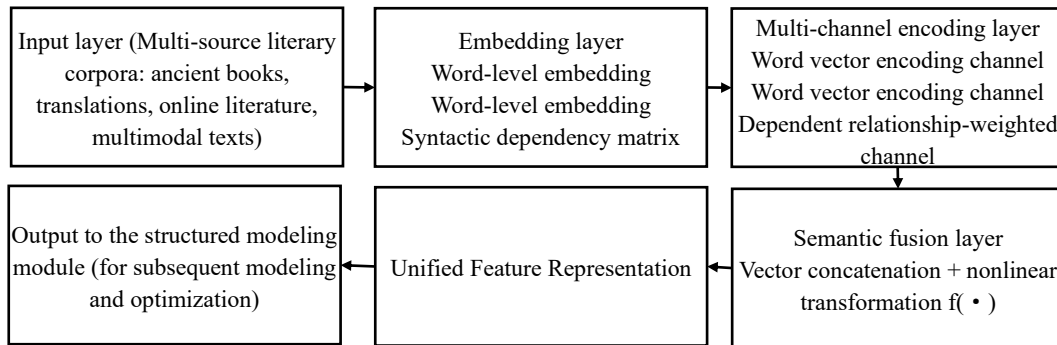 Input layer (Multi-source literary
corpora: ancient books,
translations, online literature,
multimodal texts)
Embedding layer
Word-level embedding
Word-level embedding
Syntactic dependency matrix
Multi-channel encoding layer
Word vector encoding channel
Word vector encoding channel
Dependent relationship-weighted
channel
Semantic fusion layer
Vector concatenation + nonlinear
transformation f(・)
Unified Feature Representation
Output to the structured modeling
module (for subsequent modeling
and optimization)